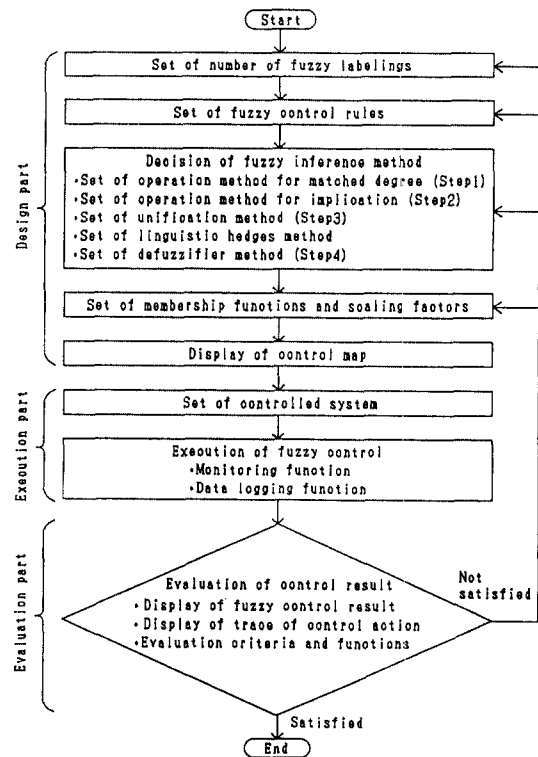 Start
Set of number of fuzzy labelings
Set of fuzzy control rules
Decision of fuzzy inference method
•Set of operation method for matched degree (Step1)
•Set of operation method for implication (Step2)
•Set of unification method (Step3)
•Set of linguistic hedges method
•Set of defuzzifier method (Step4)
Set of membership functions and scaling factors
Display of control map
Design part
Set of controlled system
Execution of fuzzy control
•Monitoring function
•Data logging function
Execution part
Evaluation of control result
•Display of fuzzy control result
•Display of trace of control action
•Evaluation criteria and functions
Evaluation part
Not
satisfied
Satisfied
End